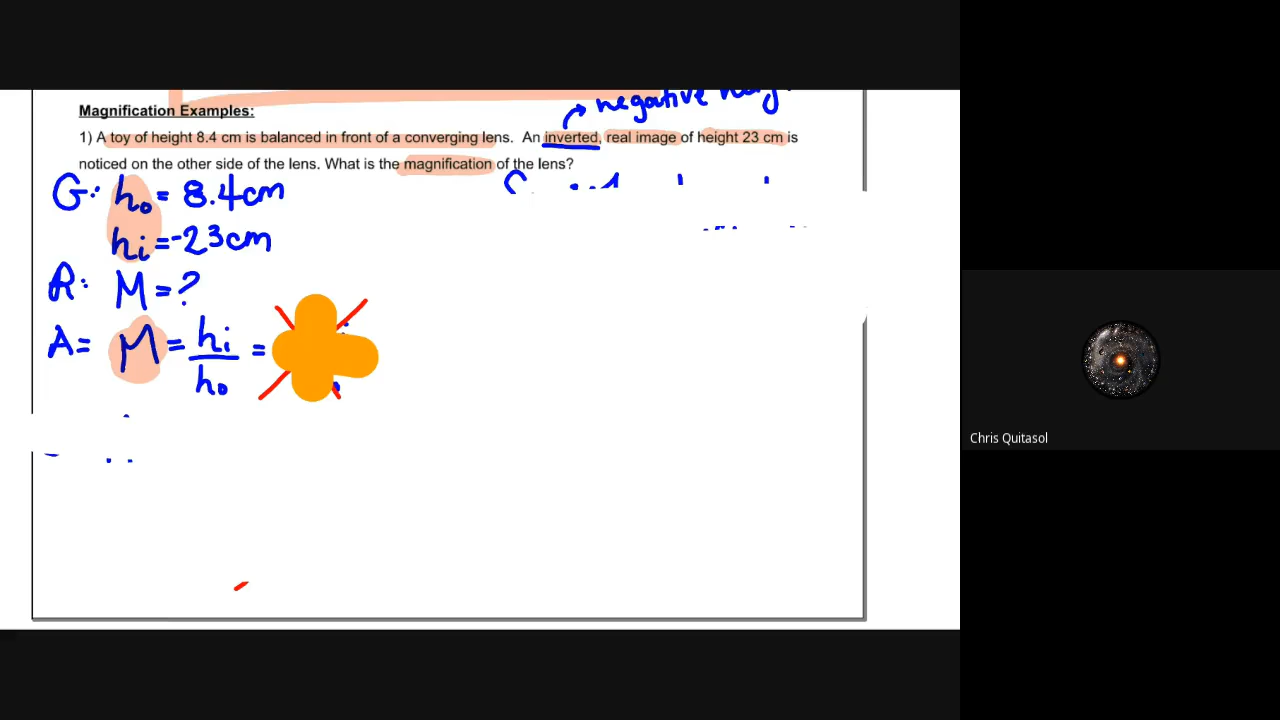 negative
Magnification Examples:
1) A toy of height 8.4 cm is balanced in front of a converging lens. An inverted, real image of height 23 cm is
noticed on the other side of the lens. What is the magnification of the lens?
G: ho = 8.4cm
hi = -23cm
R: M = ?
A= M = hi/ho =
Chris Quitasol